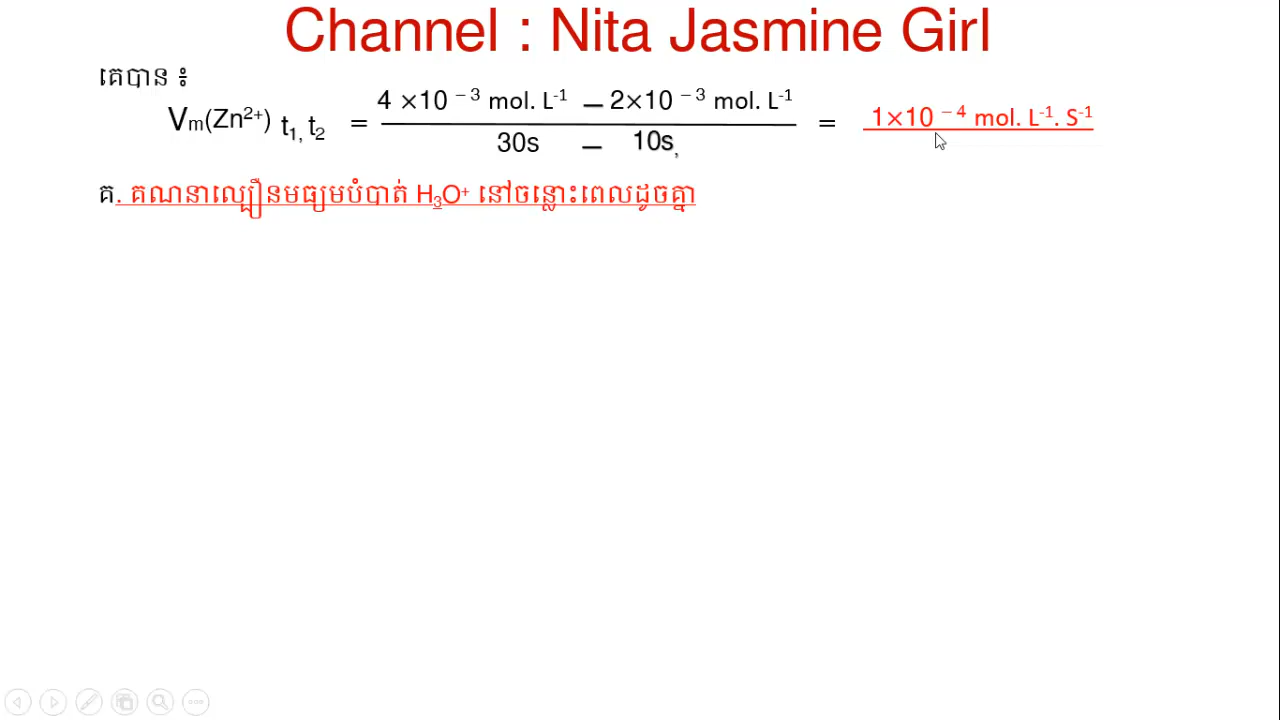 Channel : Nita Jasmine Girl
គេបាន ៖
Vm(Zn2+) t1, t2 = 4 ×10 −3 mol. L-1 − 2×10 −3 mol. L-1 = 1×10 −4 mol. L-1. S-1
30s − 10s,
គ. គណនាល្បឿនមធ្យមបំបាត់ H3O+ នៅចន្លោះពេលដូចគ្នា